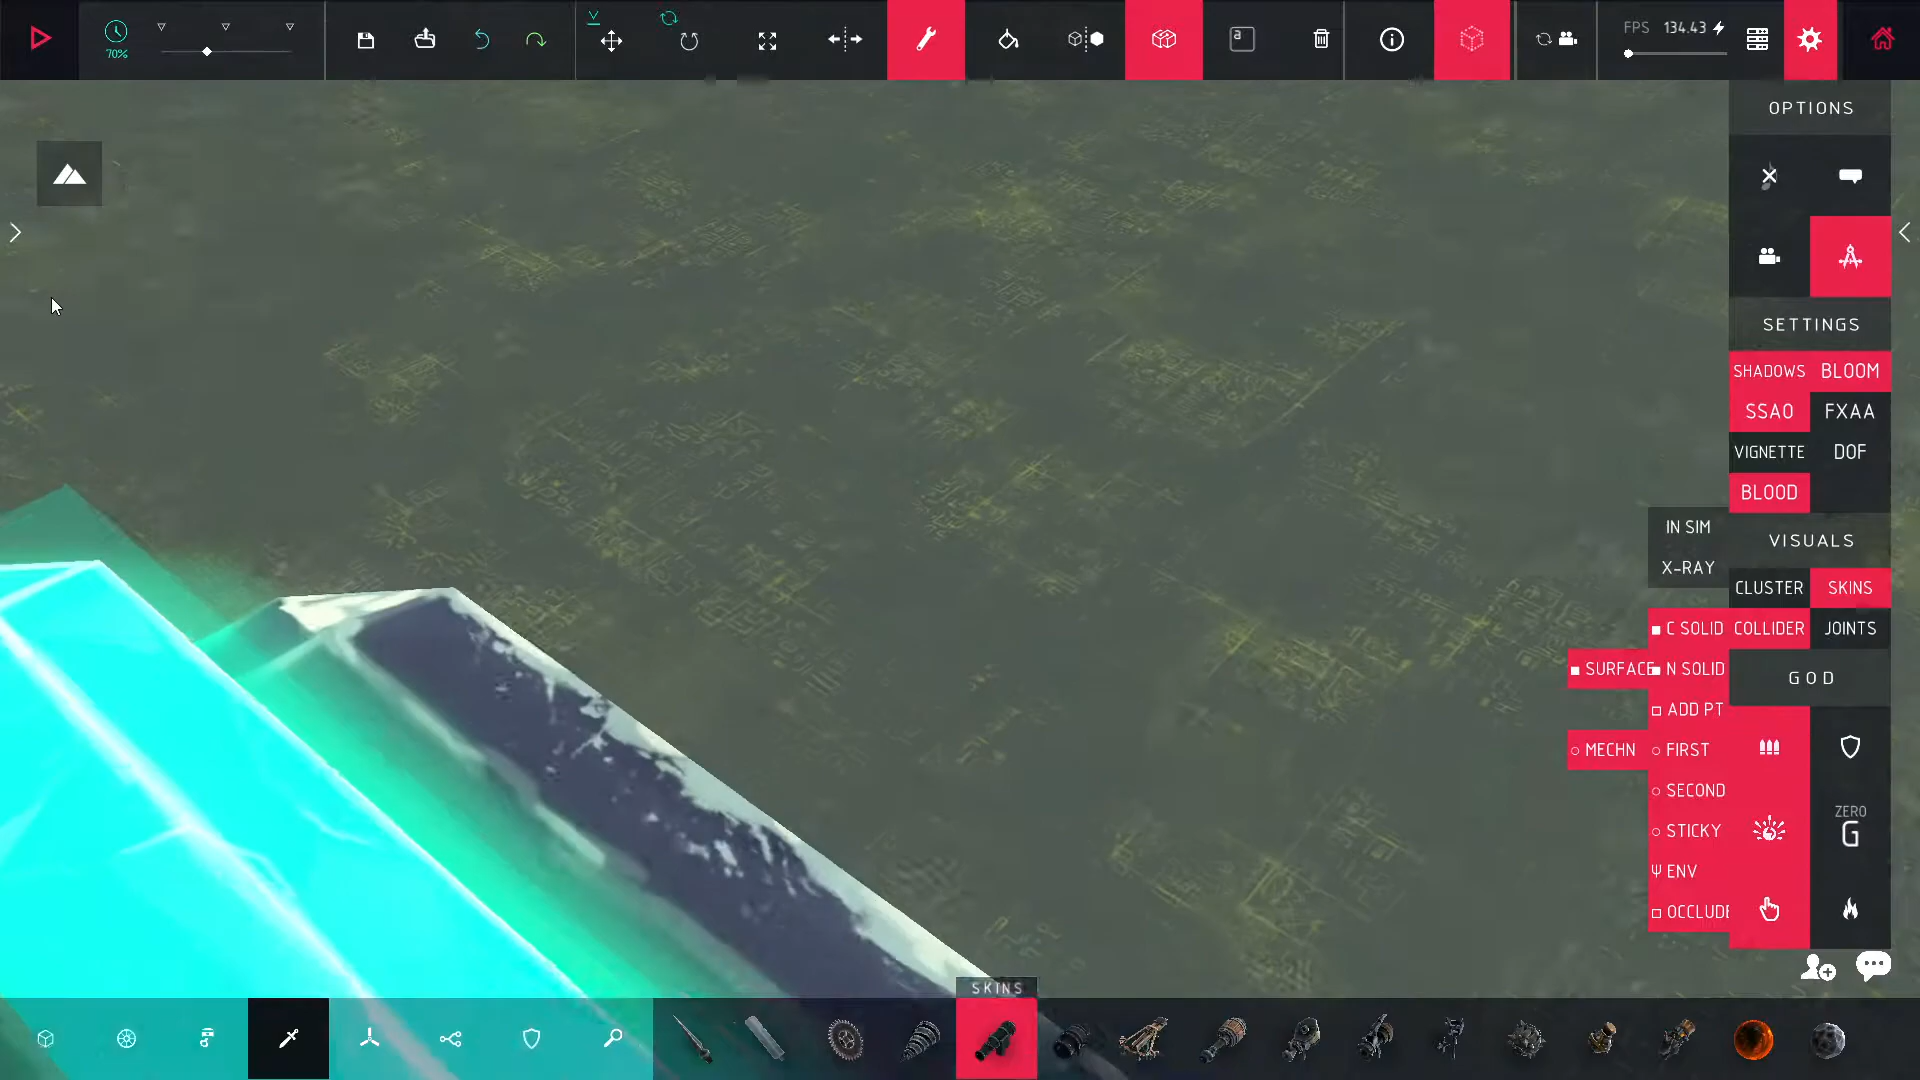 70%
FPS 134.43
a
OPTIONS
SETTINGS
SHADOWS BLOOM
SSAO FXAA
VIGNETTE DOF
BLOOD
IN SIM
VISUALS
X-RAY
CLUSTER SKINS
C SOLID COLLIDER JOINTS
SURFACE N SOLID
GOD
ADD PT
MECHN FIRST
SECOND
STICKY
ZERO
G
Ψ ENV
OCCLUDE
SKINS